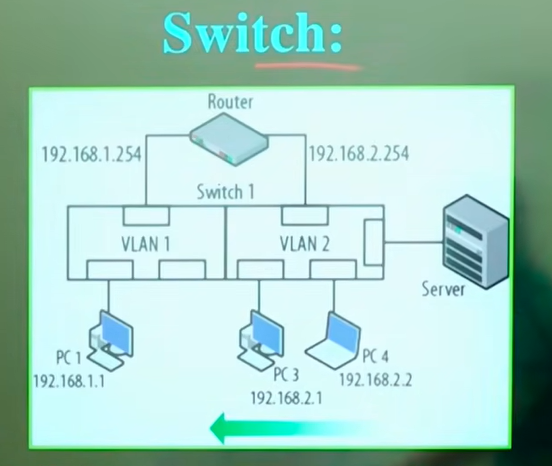 Switch:
Router
192.168.1.254
192.168.2.254
Switch 1
VLAN 1
VLAN 2
Server
PC 1
192.168.1.1
PC 3
192.168.2.1
PC 4
192.168.2.2